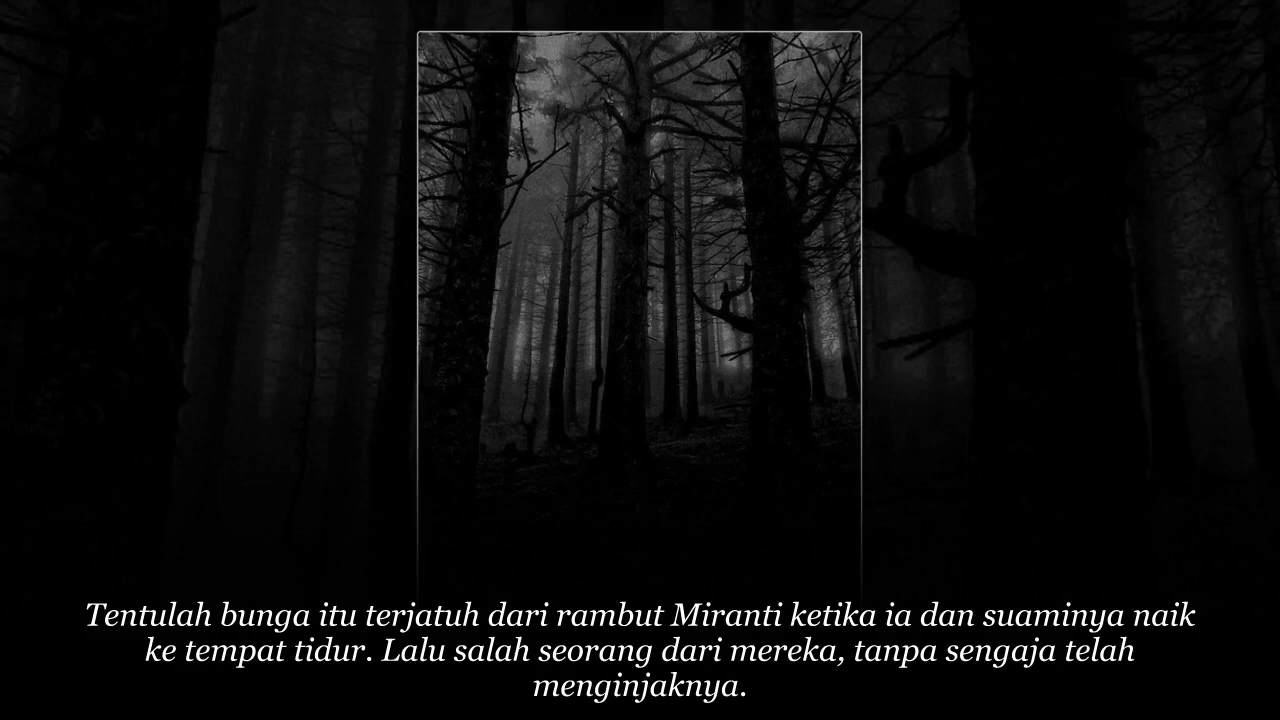 Tentulah bunga itu terjatuh dari rambut Miranti ketika ia dan suaminya naik
ke tempat tidur. Lalu salah seorang dari mereka, tanpa sengaja telah
menginjaknya.